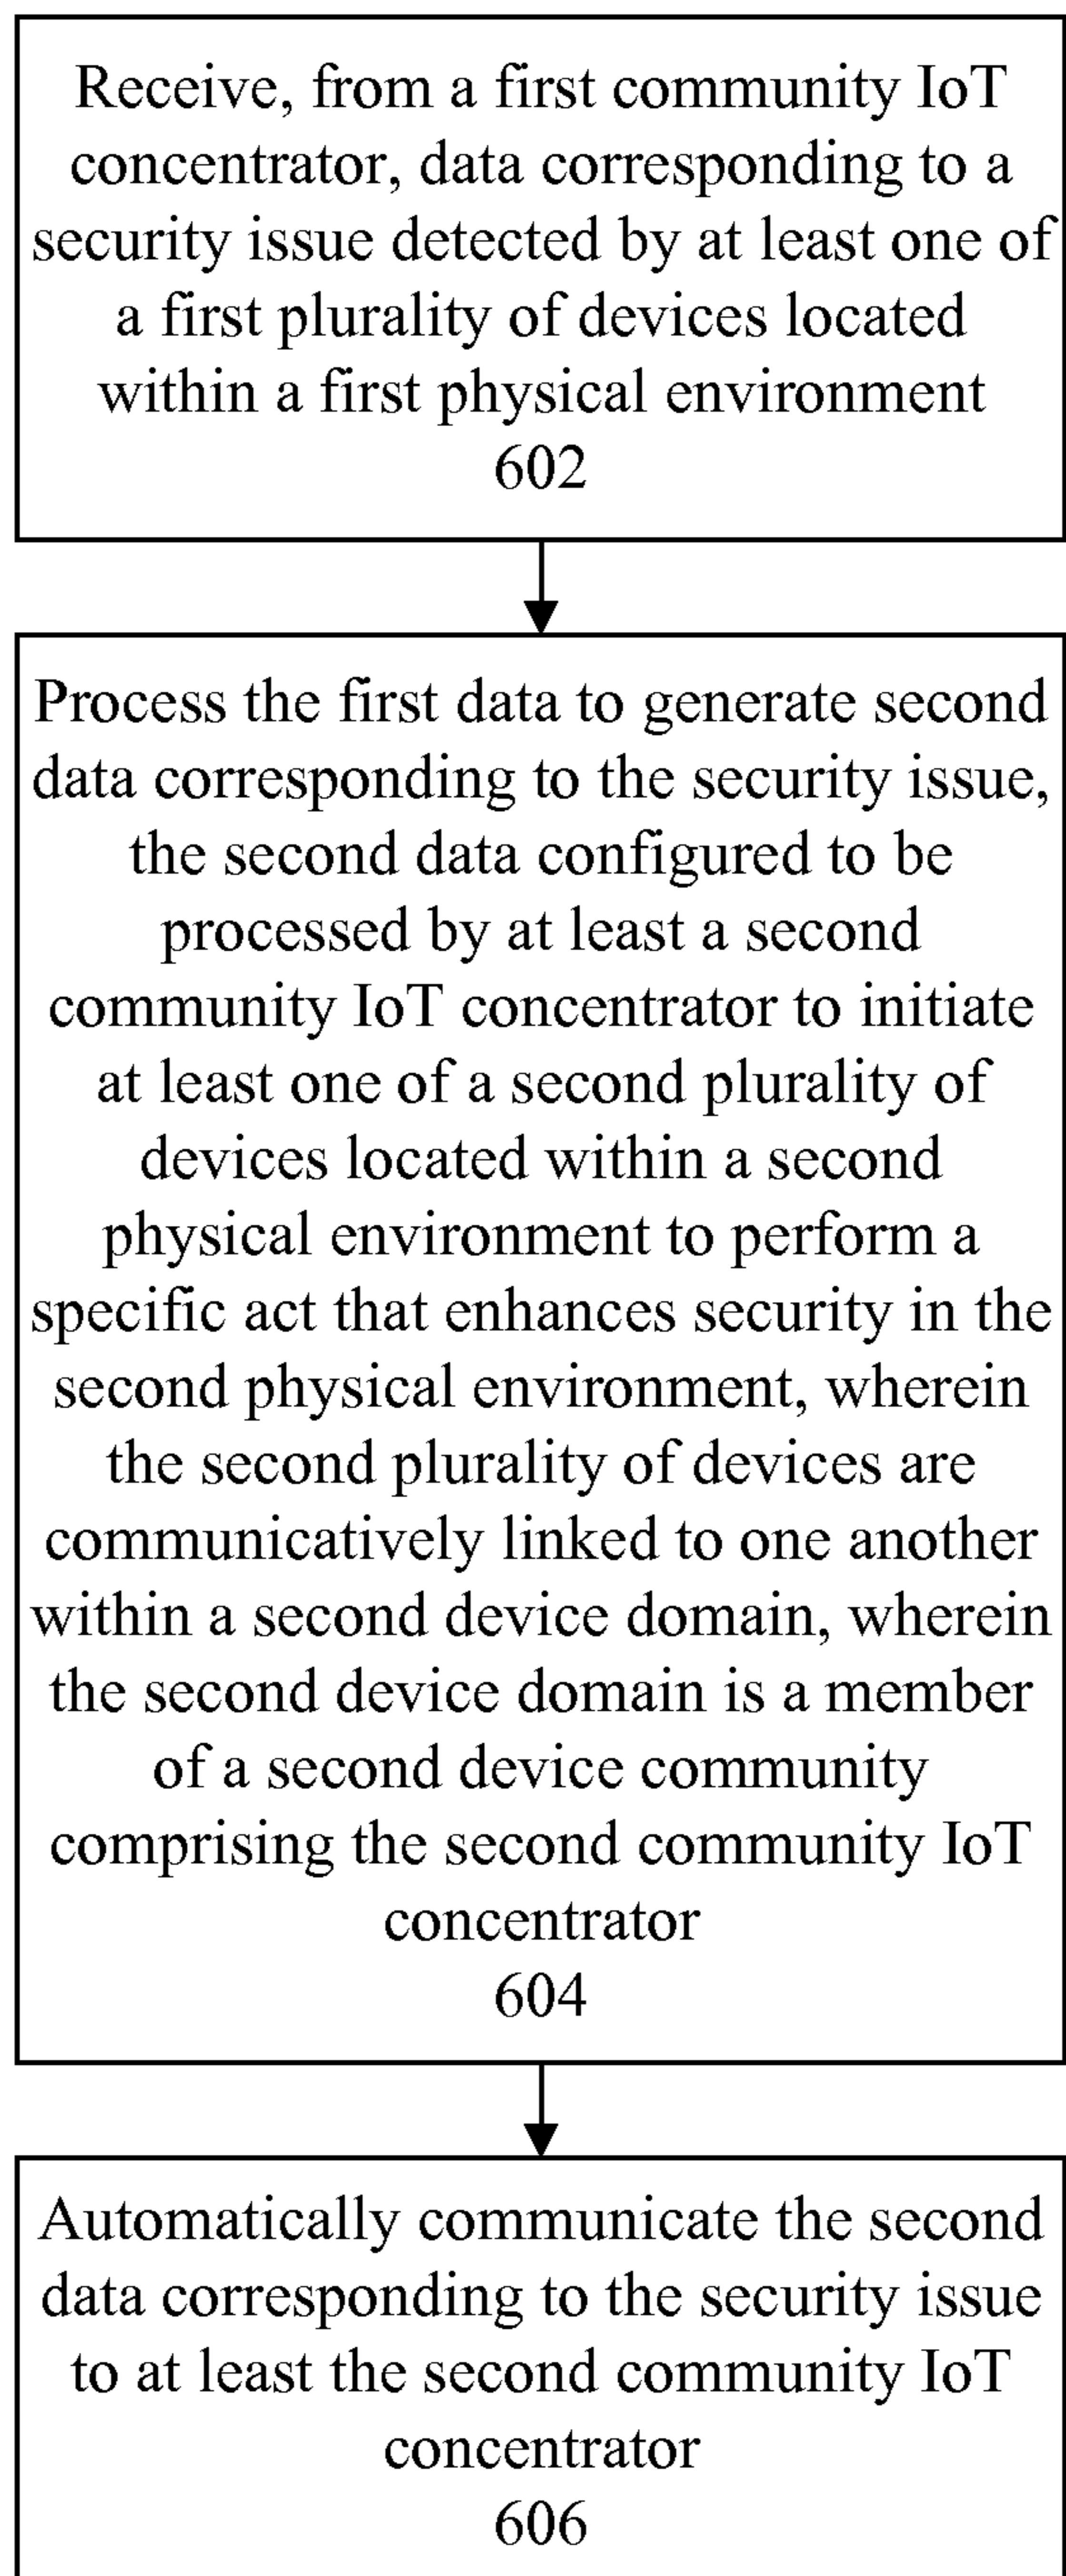 Receive, from a first community IoT
concentrator, data corresponding to a
security issue detected by at least one of
a first plurality of devices located
within a first physical environment
602
Process the first data to generate second
data corresponding to the security issue,
the second data configured to be
processed by at least a second
community IoT concentrator to initiate
at least one of a second plurality of
devices located within a second
physical environment to perform a
specific act that enhances security in the
second physical environment, wherein
the second plurality of devices are
communicatively linked to one another
within a second device domain, wherein
the second device domain is a member
of a second device community
comprising the second community IoT
concentrator
604
Automatically communicate the second
data corresponding to the security issue
to at least the second community IoT
concentrator
606